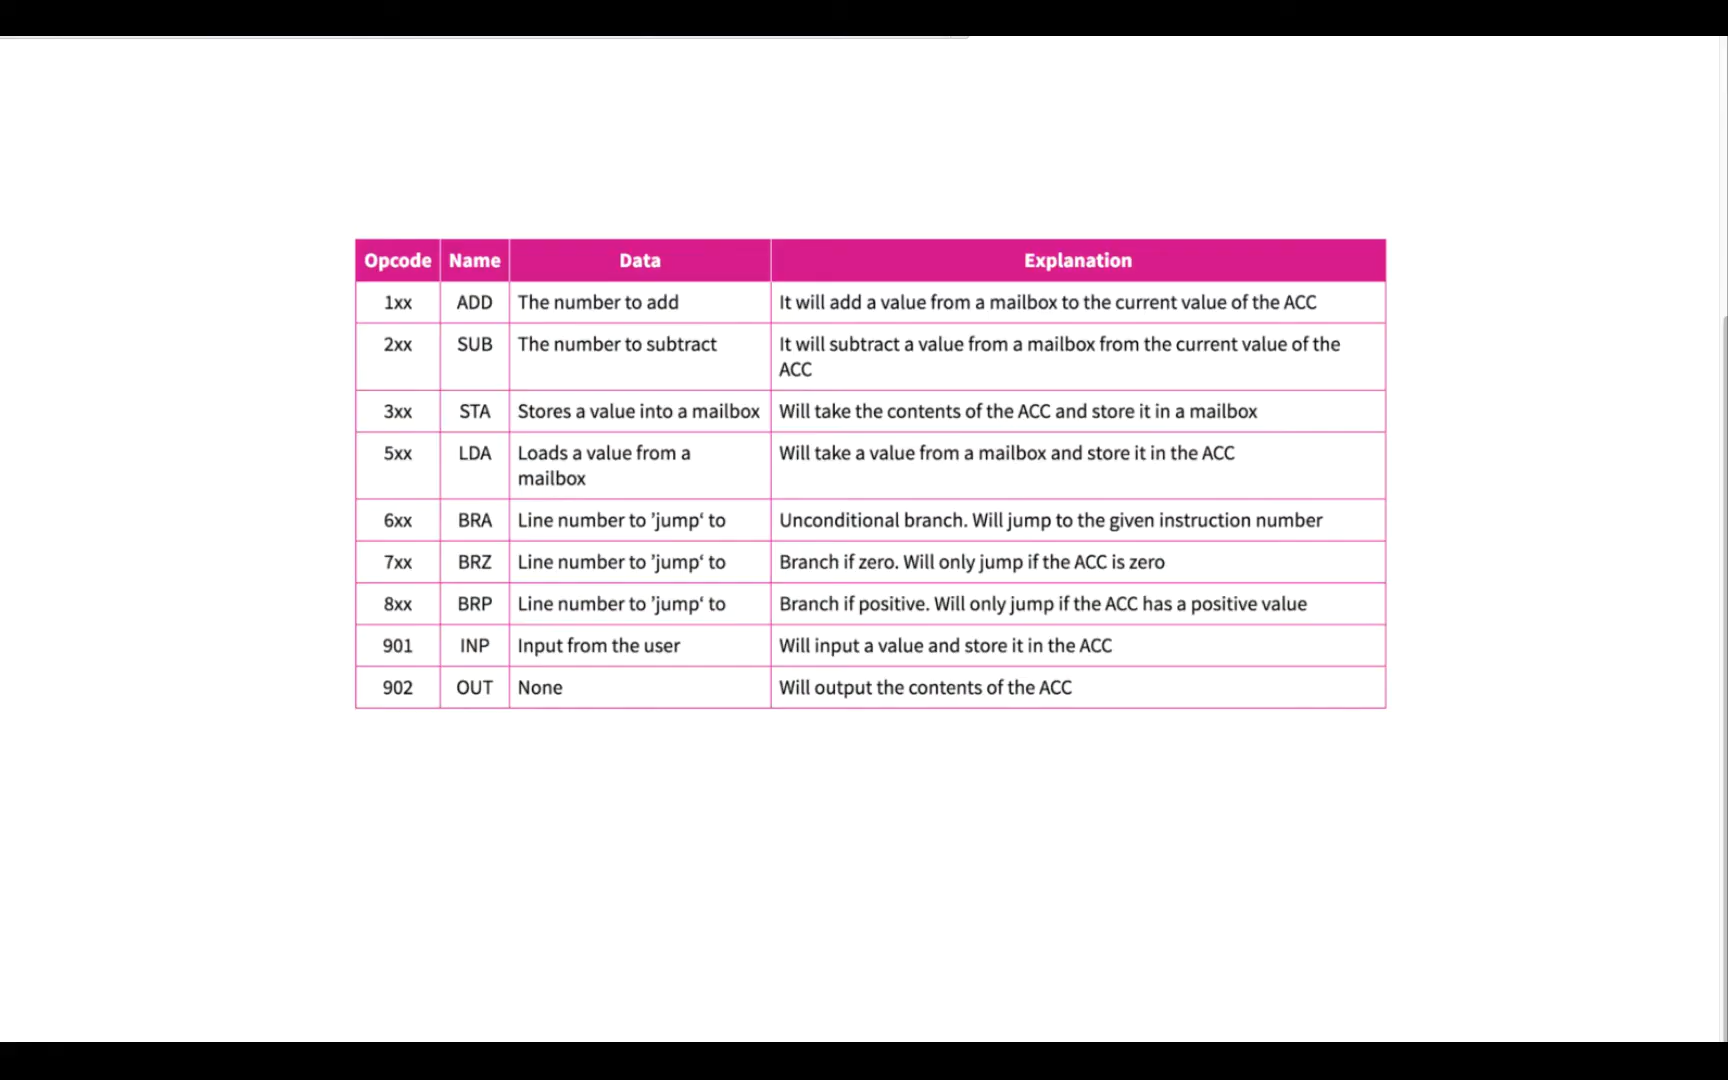 Opcode Name Data Explanation
1xx ADD The number to add It will add a value from a mailbox to the current value of the ACC
2xx SUB The number to subtract It will subtract a value from a mailbox from the current value of the
ACC
3xx STA Stores a value into a mailbox Will take the contents of the ACC and store it in a mailbox
5xx LDA Loads a value from a Will take a value from a mailbox and store it in the ACC
mailbox
6xx BRA Line number to ’jump‘ to Unconditional branch. Will jump to the given instruction number
7xx BRZ Line number to ’jump‘ to Branch if zero. Will only jump if the ACC is zero
8xx BRP Line number to ’jump‘ to Branch if positive. Will only jump if the ACC has a positive value
901 INP Input from the user Will input a value and store it in the ACC
902 OUT None Will output the contents of the ACC